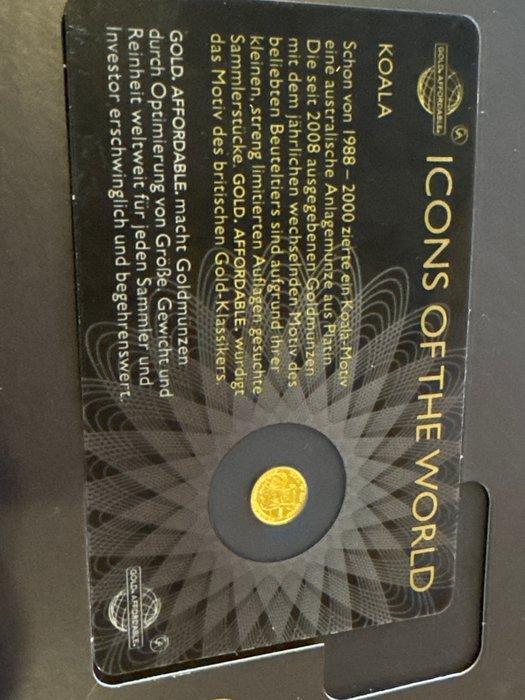 GOLD. AFFORDABLE.
ICONS OF THE WORLD
KOALA
Schon von 1988 – 2000 zierte ein Koala-Motiv
eine australische Anlagemünze aus Platin.
Die seit 2008 ausgegebenen Goldmünzen
mit dem jährlichen wechselnden Motiv des
beliebten Beuteltiers sind aufgrund ihrer
kleinen, streng limitierten Auflagen gesuchte
Sammlerstücke. GOLD. AFFORDABLE. würdigt
das Motiv des britischen Gold-Klassikers.
GOLD. AFFORDABLE. macht Goldmünzen
durch Optimierung von Größe, Gewicht und
Reinheit weltweit für jeden Sammler und
Investor erschwinglich und begehrenswert.
GOLD. AFFORDABLE.